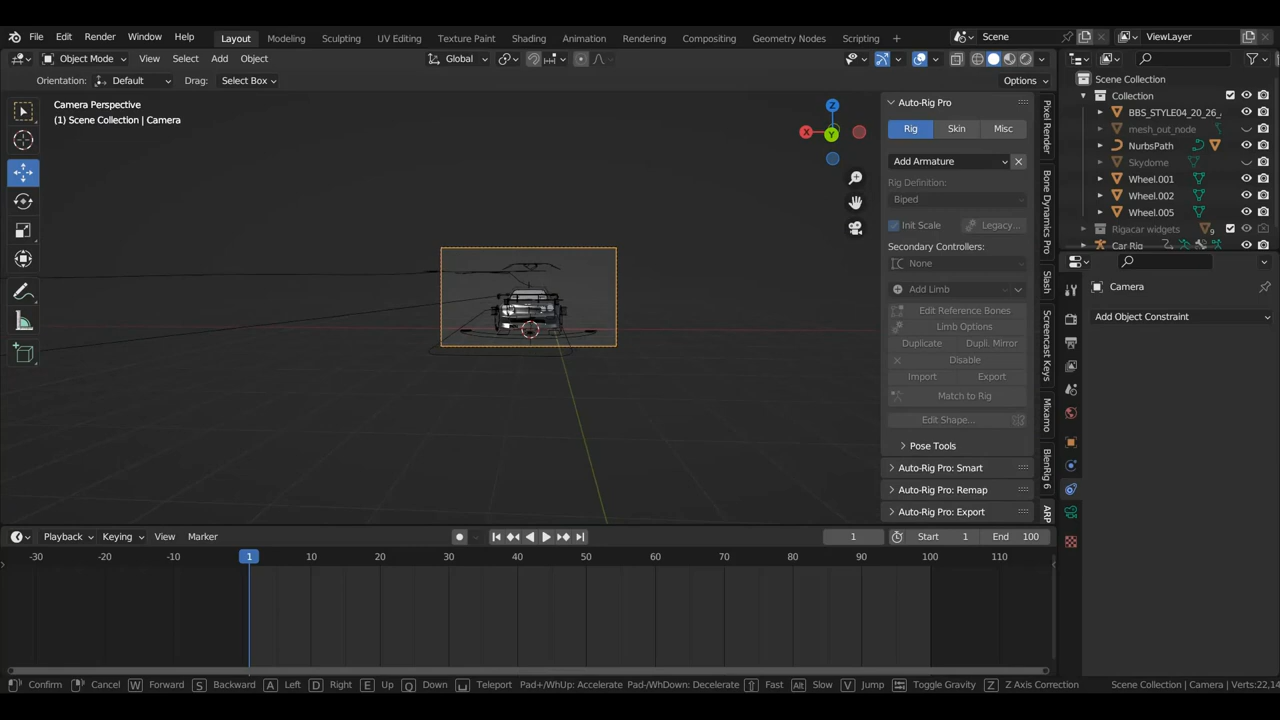 File Edit Render Window Help Layout Modeling Sculpting UV Editing Texture Paint Shading Animation Rendering Compositing Geometry Nodes Scripting + Scene ViewLayer
Object Mode View Select Add Object Global
Orientation: Default Drag: Select Box Options
Camera Perspective
(1) Scene Collection | Camera
X
Y
Z
Auto-Rig Pro
Rig Skin Misc
Add Armature
Rig Definition:
Biped
Init Scale Legacy...
Secondary Controllers:
None
Add Limb
Edit Reference Bones
Limb Options
Duplicate Dupli. Mirror
Disable
Import Export
Match to Rig
Edit Shape...
Pose Tools
Auto-Rig Pro: Smart
Auto-Rig Pro: Remap
Auto-Rig Pro: Export
Pixel Render
Bone Dynamics Pro
Slash
Screencast Keys
Mixamo
BlenRig 6
ARP
Scene Collection
Collection
BBS_STYLE04_20_26_
mesh_out_node
NurbsPath
Skydome
Wheel.001
Wheel.002
Wheel.005
Rigacar widgets 9
Car Rig
Camera
Add Object Constraint
Playback Keying View Marker 1 Start 1 End 100
-30 -20 -10 1 10 20 30 40 50 60 70 80 90 100 110
Confirm Cancel W Forward S Backward A Left D Right E Up Q Down Teleport Pad+/WhUp: Accelerate Pad-/WhDown: Decelerate Fast Alt Slow V Jump Toggle Gravity Z Z Axis Correction Scene Collection | Camera | Verts:22,14